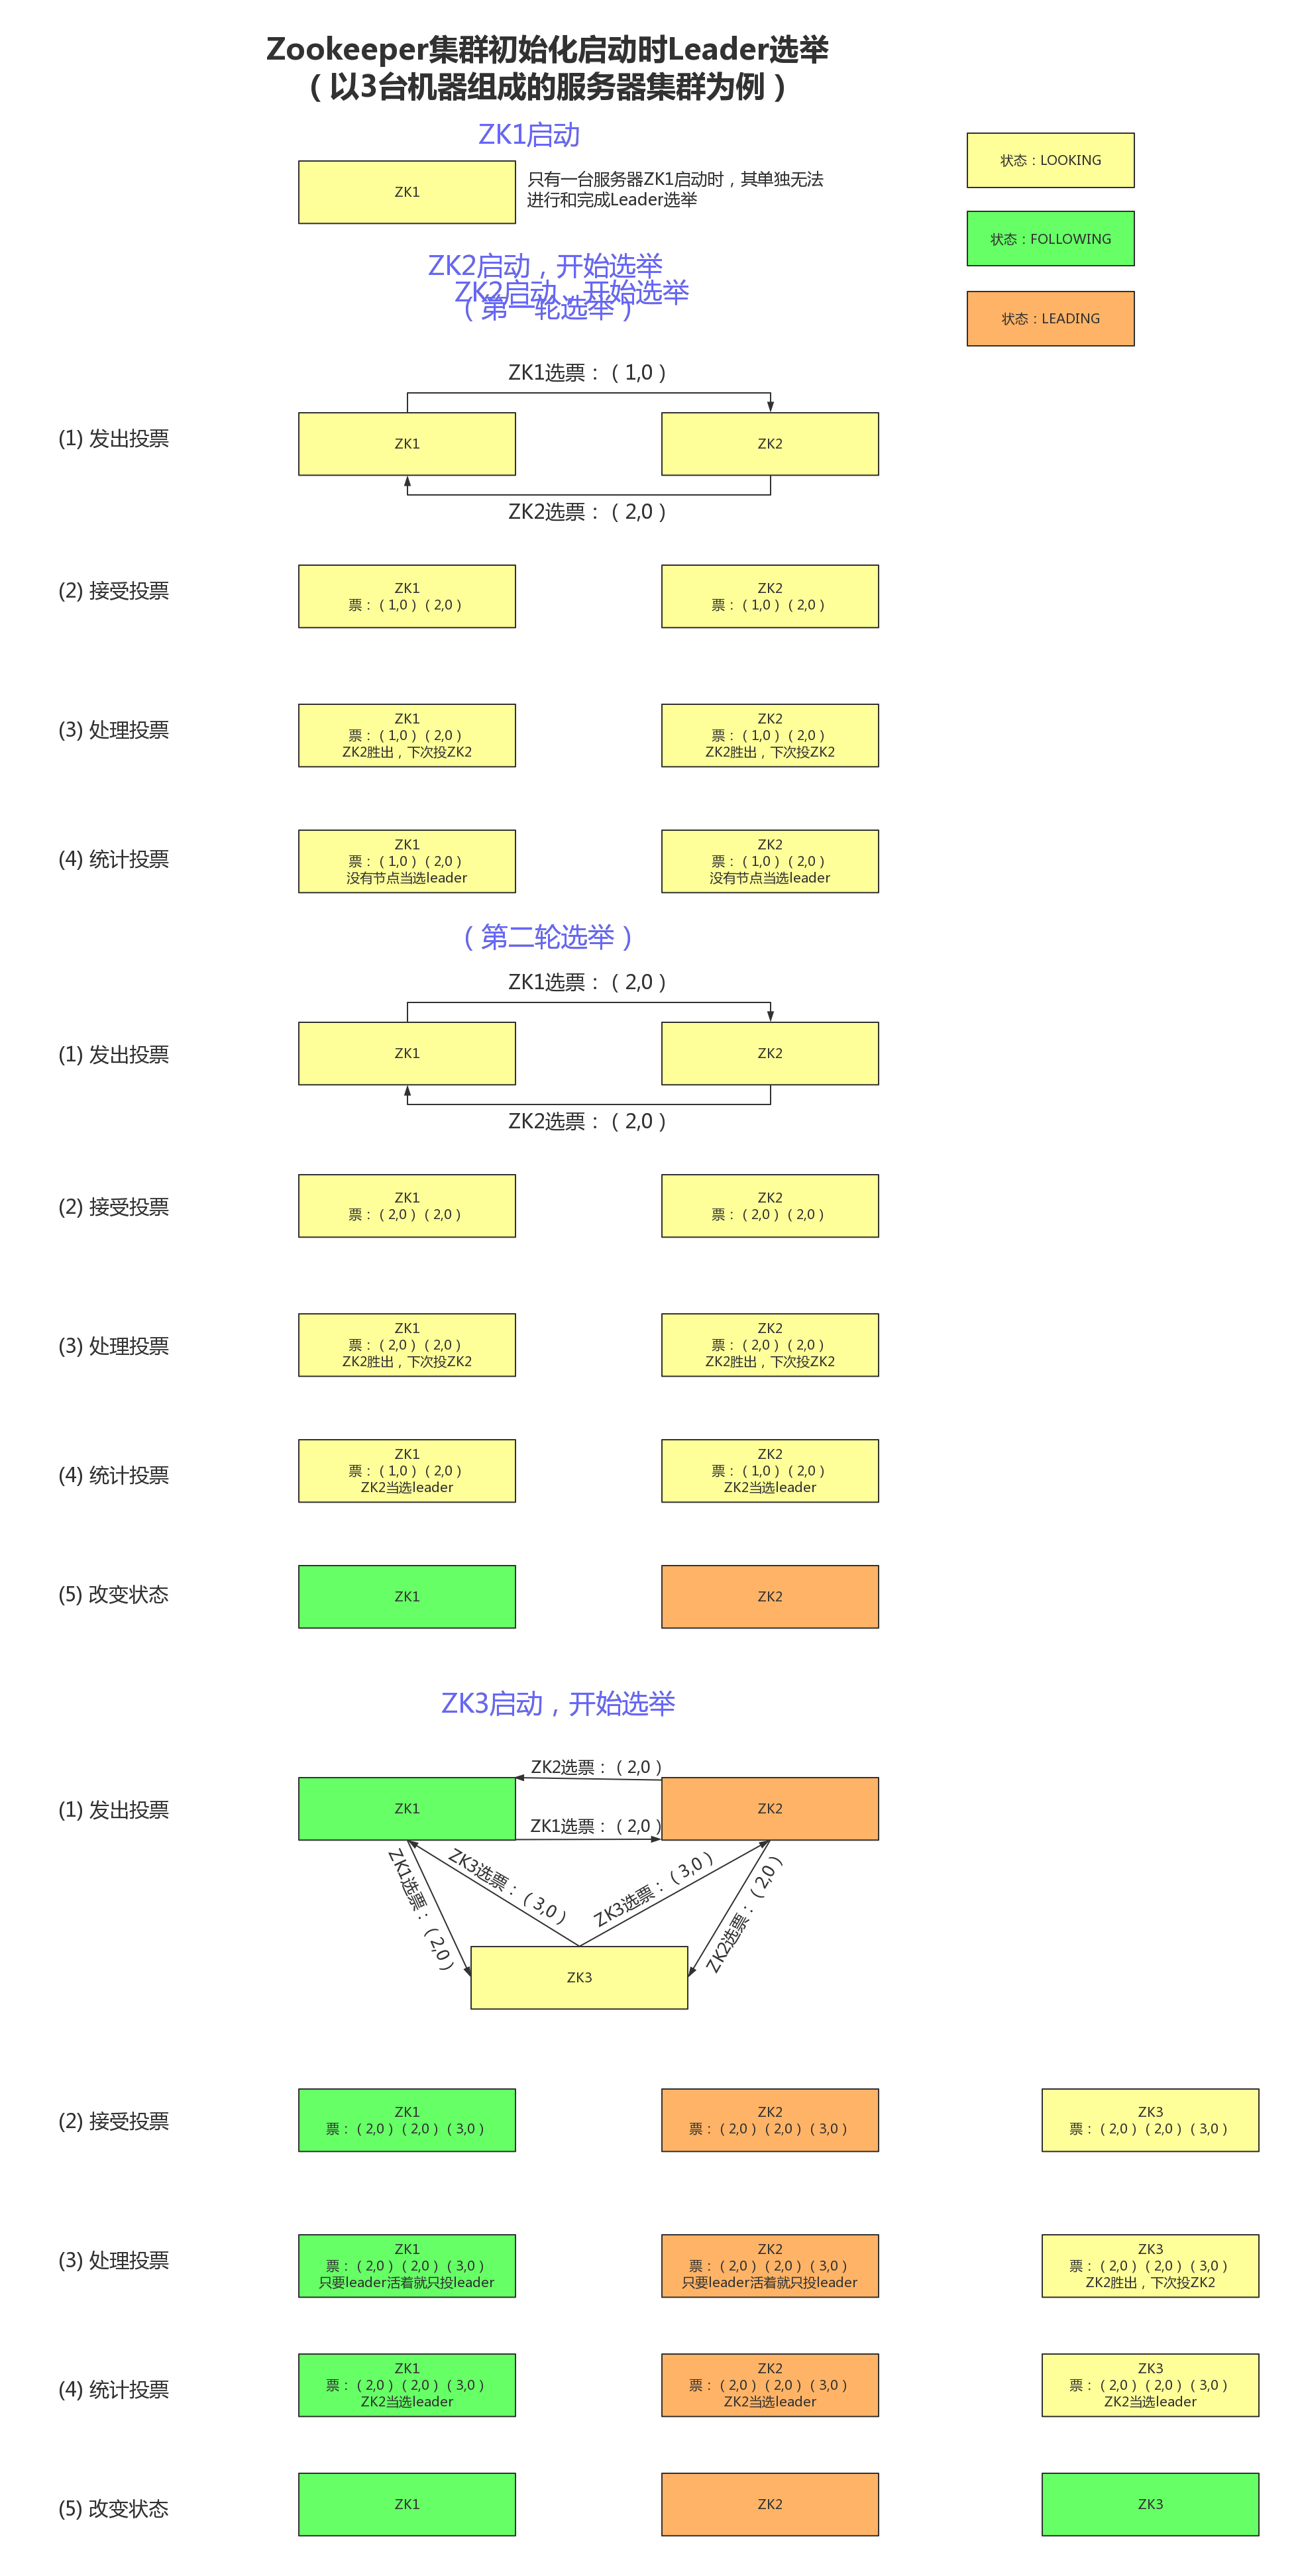 Zookeeper集群初始化启动时Leader选举
（以3台机器组成的服务器集群为例）
ZK1启动
ZK1
只有一台服务器ZK1启动时，其单独无法
进行和完成Leader选举
状态：LOOKING
状态：FOLLOWING
状态：LEADING
ZK2启动，开始选举
ZK2启动，开始选举
（第一轮选举）
ZK1选票：（1,0）
(1) 发出投票
ZK1
ZK2
ZK2选票：（2,0）
(2) 接受投票
ZK1
票：（1,0）（2,0）
ZK2
票：（1,0）（2,0）
(3) 处理投票
ZK1
票：（1,0）（2,0）
ZK2胜出，下次投ZK2
ZK2
票：（1,0）（2,0）
ZK2胜出，下次投ZK2
(4) 统计投票
ZK1
票：（1,0）（2,0）
没有节点当选leader
ZK2
票：（1,0）（2,0）
没有节点当选leader
（第二轮选举）
ZK1选票：（2,0）
(1) 发出投票
ZK1
ZK2
ZK2选票：（2,0）
(2) 接受投票
ZK1
票：（2,0）（2,0）
ZK2
票：（2,0）（2,0）
(3) 处理投票
ZK1
票：（2,0）（2,0）
ZK2胜出，下次投ZK2
ZK2
票：（2,0）（2,0）
ZK2胜出，下次投ZK2
(4) 统计投票
ZK1
票：（1,0）（2,0）
ZK2当选leader
ZK2
票：（1,0）（2,0）
ZK2当选leader
(5) 改变状态
ZK1
ZK2
ZK3启动，开始选举
ZK2选票：（2,0）
(1) 发出投票
ZK1
ZK2
ZK1选票：（2,0）
ZK1选票：（2,0）
ZK3选票：（3,0）
ZK3选票：（3,0）
ZK2选票：（2,0）
ZK3
(2) 接受投票
ZK1
票：（2,0）（2,0）（3,0）
ZK2
票：（2,0）（2,0）（3,0）
ZK3
票：（2,0）（2,0）（3,0）
(3) 处理投票
ZK1
票：（2,0）（2,0）（3,0）
只要leader活着就只投leader
ZK2
票：（2,0）（2,0）（3,0）
只要leader活着就只投leader
ZK3
票：（2,0）（2,0）（3,0）
ZK2胜出，下次投ZK2
(4) 统计投票
ZK1
票：（2,0）（2,0）（3,0）
ZK2当选leader
ZK2
票：（2,0）（2,0）（3,0）
ZK2当选leader
ZK3
票：（2,0）（2,0）（3,0）
ZK2当选leader
(5) 改变状态
ZK1
ZK2
ZK3